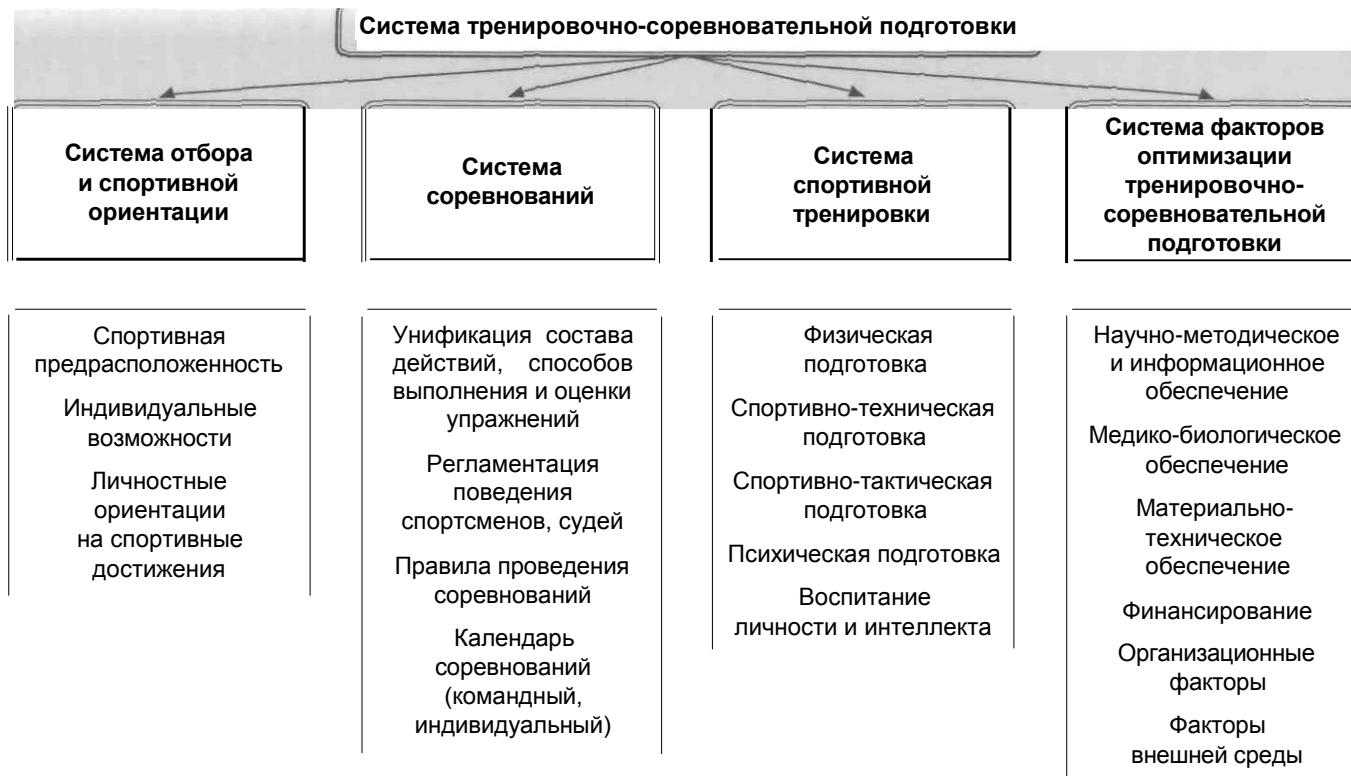 Система тренировочно-соревновательной подготовки
Система отбора
и спортивной
ориентации
Система
соревнований
Система
спортивной
тренировки
Система факторов
оптимизации
тренировочно-
соревновательной
подготовки
Спортивная
предрасположенность
Индивидуальные
возможности
Личностные
ориентации
на спортивные
достижения
Унификация состава
действий, способов
выполнения и оценки
упражнений
Регламентация
поведения
спортсменов, судей
Правила проведения
соревнований
Календарь
соревнований
(командный,
индивидуальный)
Физическая
подготовка
Спортивно-техническая
подготовка
Спортивно-тактическая
подготовка
Психическая подготовка
Воспитание
личности и интеллекта
Научно-методическое
и информационное
обеспечение
Медико-биологическое
обеспечение
Материально-
техническое
обеспечение
Финансирование
Организационные
факторы
Факторы
внешней среды